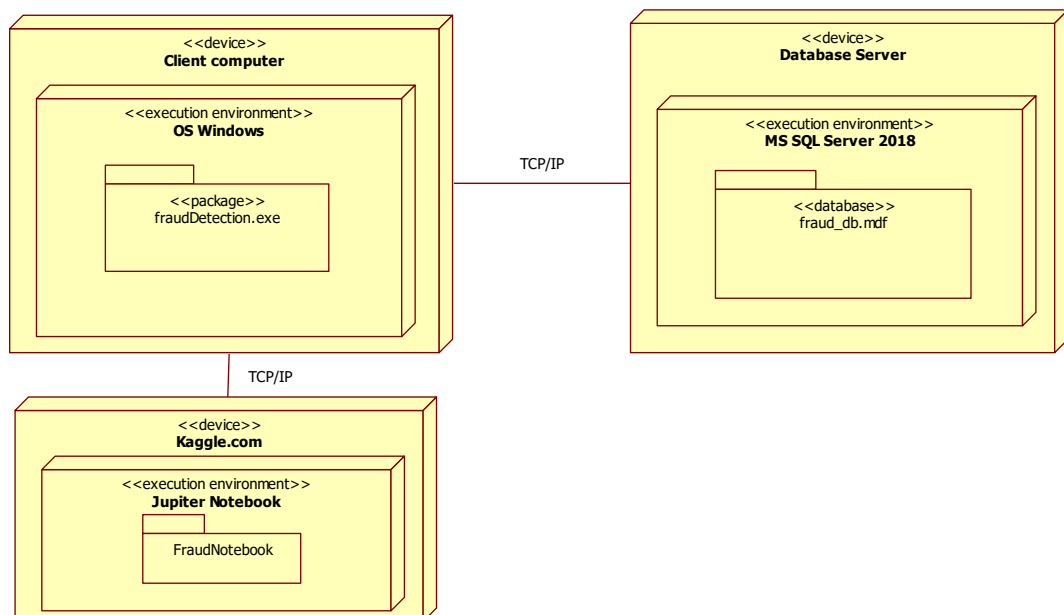 <<device>>
Client computer
<<execution environment>>
OS Windows
<<package>>
fraudDetection.exe
TCP/IP
<<device>>
Database Server
<<execution environment>>
MS SQL Server 2018
<<database>>
fraud_db.mdf
TCP/IP
<<device>>
Kaggle.com
<<execution environment>>
Jupiter Notebook
FraudNotebook